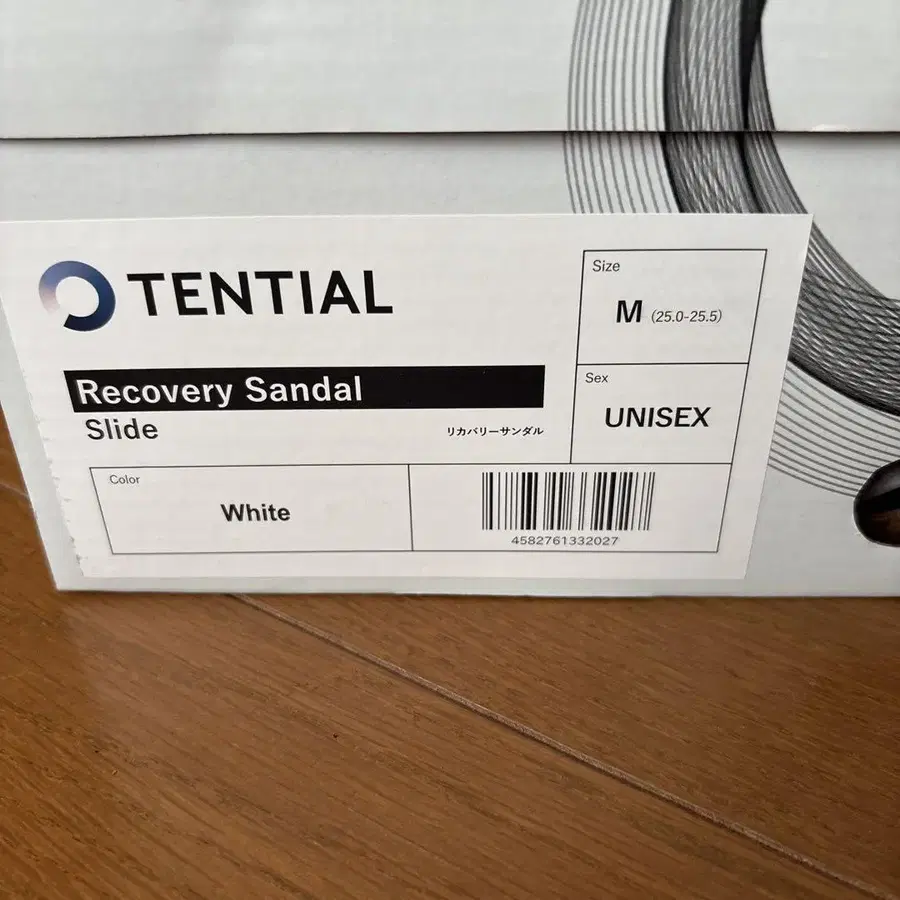 TENTIAL
Recovery Sandal
Slide
リカバリーサンダル
Size
M (25.0-25.5)
Sex
UNISEX
Color
White
4582761332027